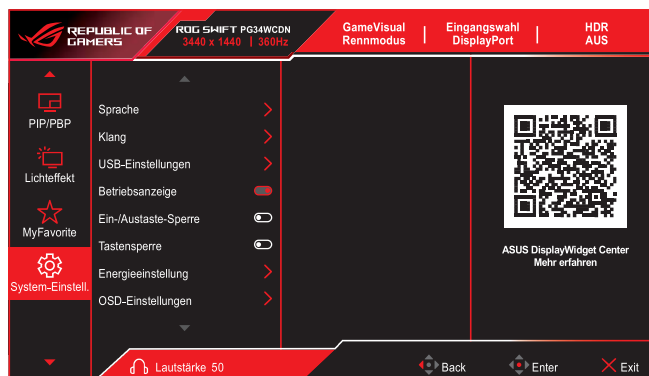 REPUBLIC OF
GAMERS
ROG SWIFT PG34WCDN
3440 x 1440 | 360Hz
GameVisual
Rennmodus
Eingangswahl
DisplayPort
HDR
AUS
PIP/PBP
Lichteffekt
MyFavorite
System-Einstell.
Sprache
Klang
USB-Einstellungen
Betriebsanzeige
Ein-/Austaste-Sperre
Tastensperre
Energieeinstellung
OSD-Einstellungen
ASUS DisplayWidget Center
Mehr erfahren
Lautstärke 50
Back
Enter
Exit